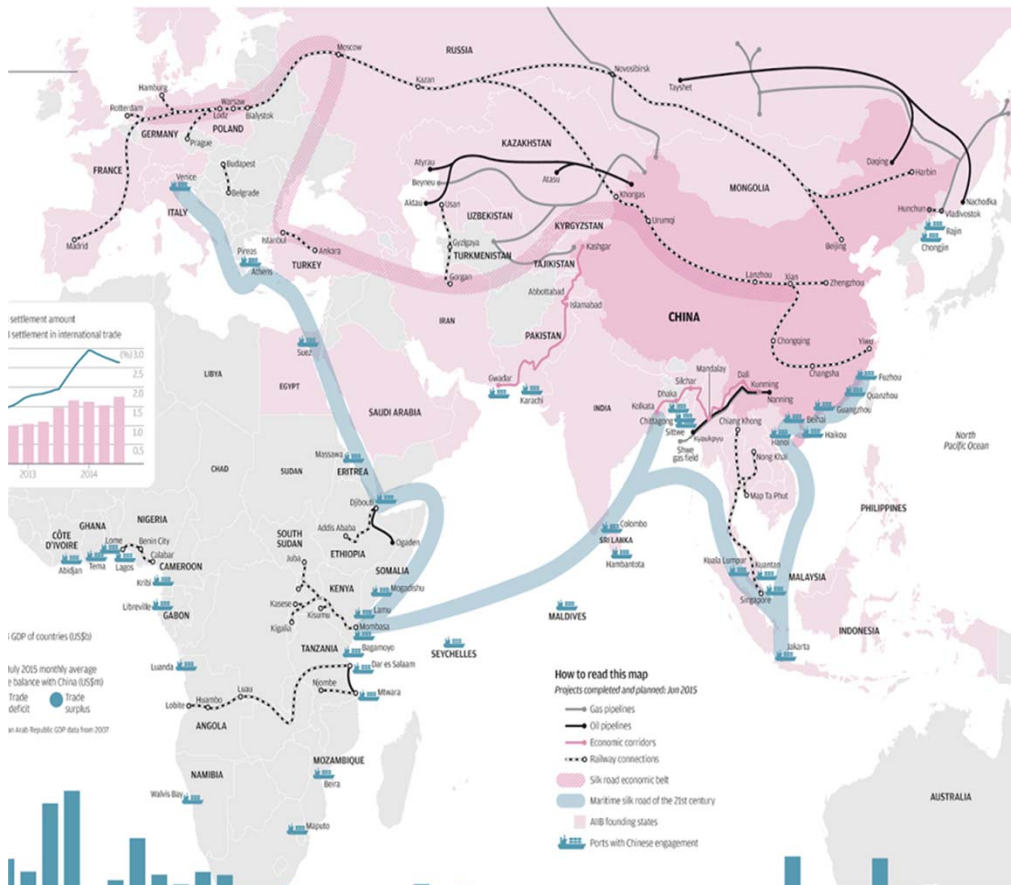 Moscow
RUSSIA
Kazan
Novosibirsk
Tayshet
Hamburg
Rotterdam
Warsaw
Lodz
Bialystok
GERMANY
POLAND
Prague
FRANCE
Budapest
Belgrade
Venice
ITALY
Madrid
Istanbul
Ankara
TURKEY
Pireas
Athens
KAZAKHSTAN
Atyrau
Beyneu
Aktau
Atasu
Usan
UZBEKISTAN
KYRGYZSTAN
Khorgas
Urumqi
MONGOLIA
Daqing
Harbin
Hunchun
Nachodka
Vladivostok
Rajin
Chongjin
Beijing
Gyzlgaya
TURKMENISTAN
TAJIKISTAN
Kashgar
Gorgan
Abbottabad
Islamabad
IRAN
PAKISTAN
Gwadar
Karachi
CHINA
Lanzhou
Xian
Zhengzhou
Chongqing
Changsha
Yiwu
Fuzhou
Quanzhou
Guangzhou
Beihai
Haikou
Hanoi
Mandalay
Dali
Kunming
Nanning
Silchar
Dhaka
Kolkata
Chittagong
Sittwe
Kyaukpyu
Shwe
gas field
Chiang Khong
Nong Khai
Map Ta Phut
INDIA
settlement amount
settlement in international trade
(%) 3.0
2.5
2.0
1.5
1.0
0.5
2013
2014
Suez
LIBYA
EGYPT
SAUDI ARABIA
CHAD
SUDAN
Massawa
ERITREA
Djibouti
Addis Ababa
ETHIOPIA
Ogaden
SOUTH
SUDAN
Juba
SOMALIA
Mogadishu
KENYA
Kasese
Kisumu
Kigalia
Lamu
Mombasa
TANZANIA
Bagamoyo
Dar es Salaam
Njombe
Mtwara
CÔTE
D'IVOIRE
GHANA
NIGERIA
Lome
Benin City
Calabar
Abidjan
Tema
Lagos
CAMEROON
Kribi
Libreville
GABON
Luanda
Lobite
Huambo
Luau
ANGOLA
NAMIBIA
Walvis Bay
MOZAMBIQUE
Beira
Maputo
Colombo
SRI LANKA
Hambantota
MALDIVES
SEYCHELLES
Kuala Lumpur
Kuantan
Singapore
MALAYSIA
INDONESIA
Jakarta
PHILIPPINES
North
Pacific Ocean
AUSTRALIA
GDP of countries (US$b)
July 2015 monthly average
balance with China (US$m)
Trade
deficit
Trade
surplus
an Arab Republic GDP data from 2007
How to read this map
Projects completed and planned: Jun 2015
Gas pipelines
Oil pipelines
Economic corridors
Railway connections
Silk road economic belt
Maritime silk road of the 21st century
AIIB founding states
Ports with Chinese engagement